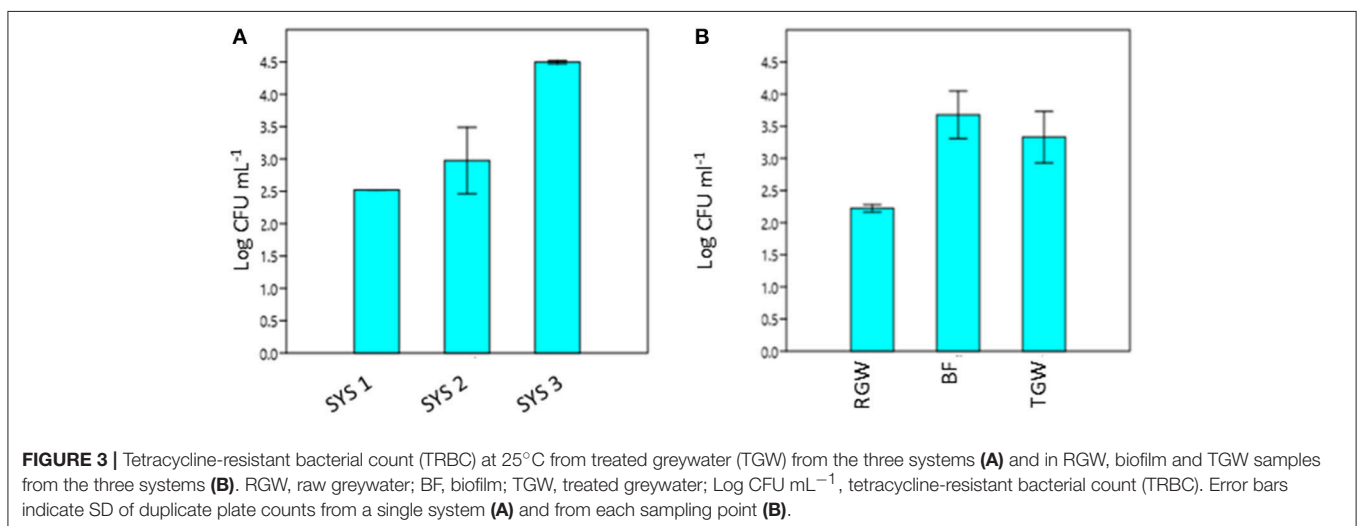 A
Log CFU mL⁻¹
4.5
4.0
3.5
3.0
2.5
2.0
1.5
1.0
0.5
0.0
SYS 1
SYS 2
SYS 3
B
Log CFU ml⁻¹
4.5
4.0
3.5
3.0
2.5
2.0
1.5
1.0
0.5
0.0
RGW
BF
TGW
FIGURE 3 | Tetracycline-resistant bacterial count (TRBC) at 25°C from treated greywater (TGW) from the three systems (A) and in RGW, biofilm and TGW samples
from the three systems (B). RGW, raw greywater; BF, biofilm; TGW, treated greywater; Log CFU mL⁻¹, tetracycline-resistant bacterial count (TRBC). Error bars
indicate SD of duplicate plate counts from a single system (A) and from each sampling point (B).